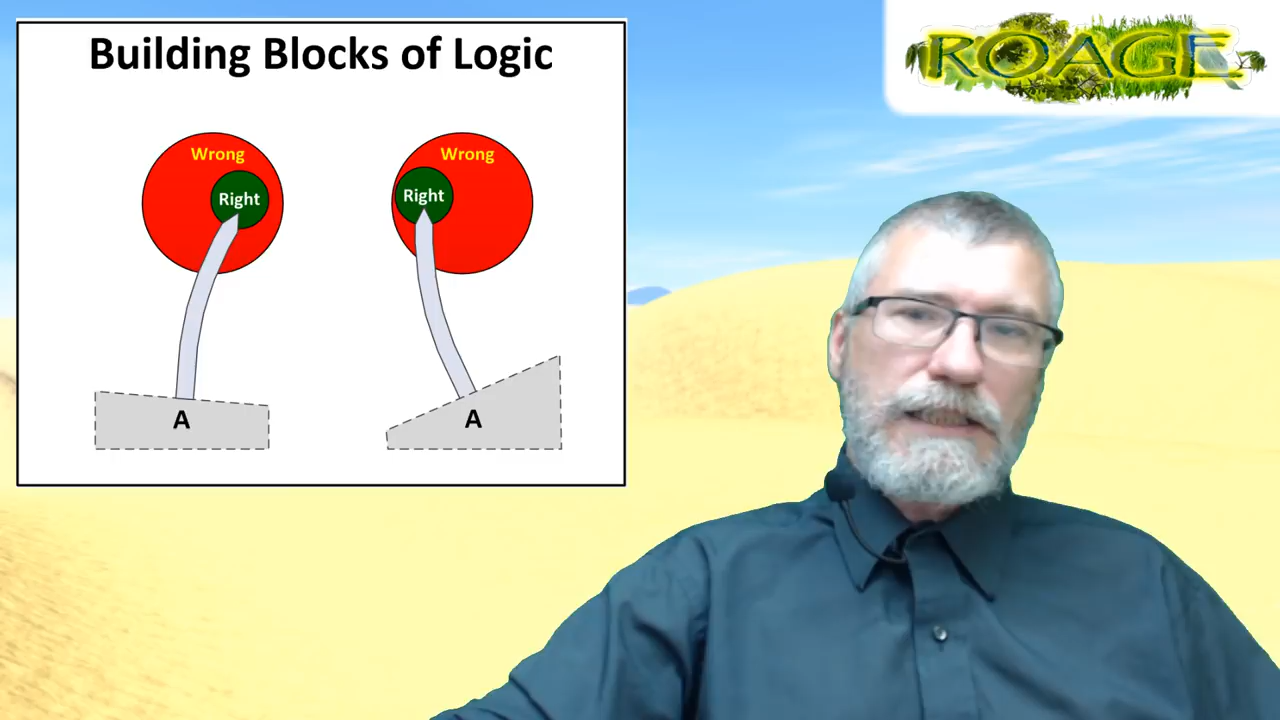 Building Blocks of Logic
ROAGE
Wrong
Wrong
Right
Right
A
A